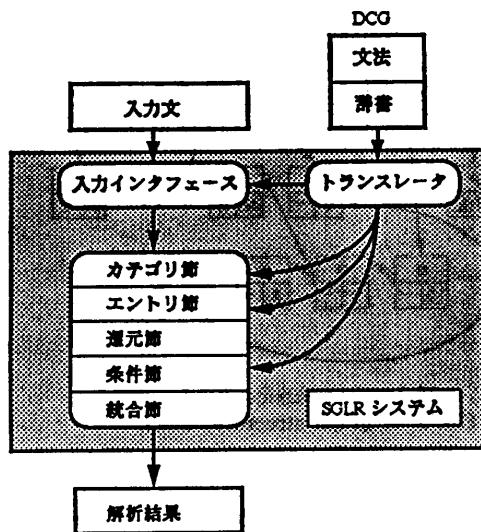 DCG
文法
辞書
入力文
入力インタフェース
トランスレータ
カテゴリ節
エントリ節
還元節
条件節
統合節
SGLR システム
解析結果